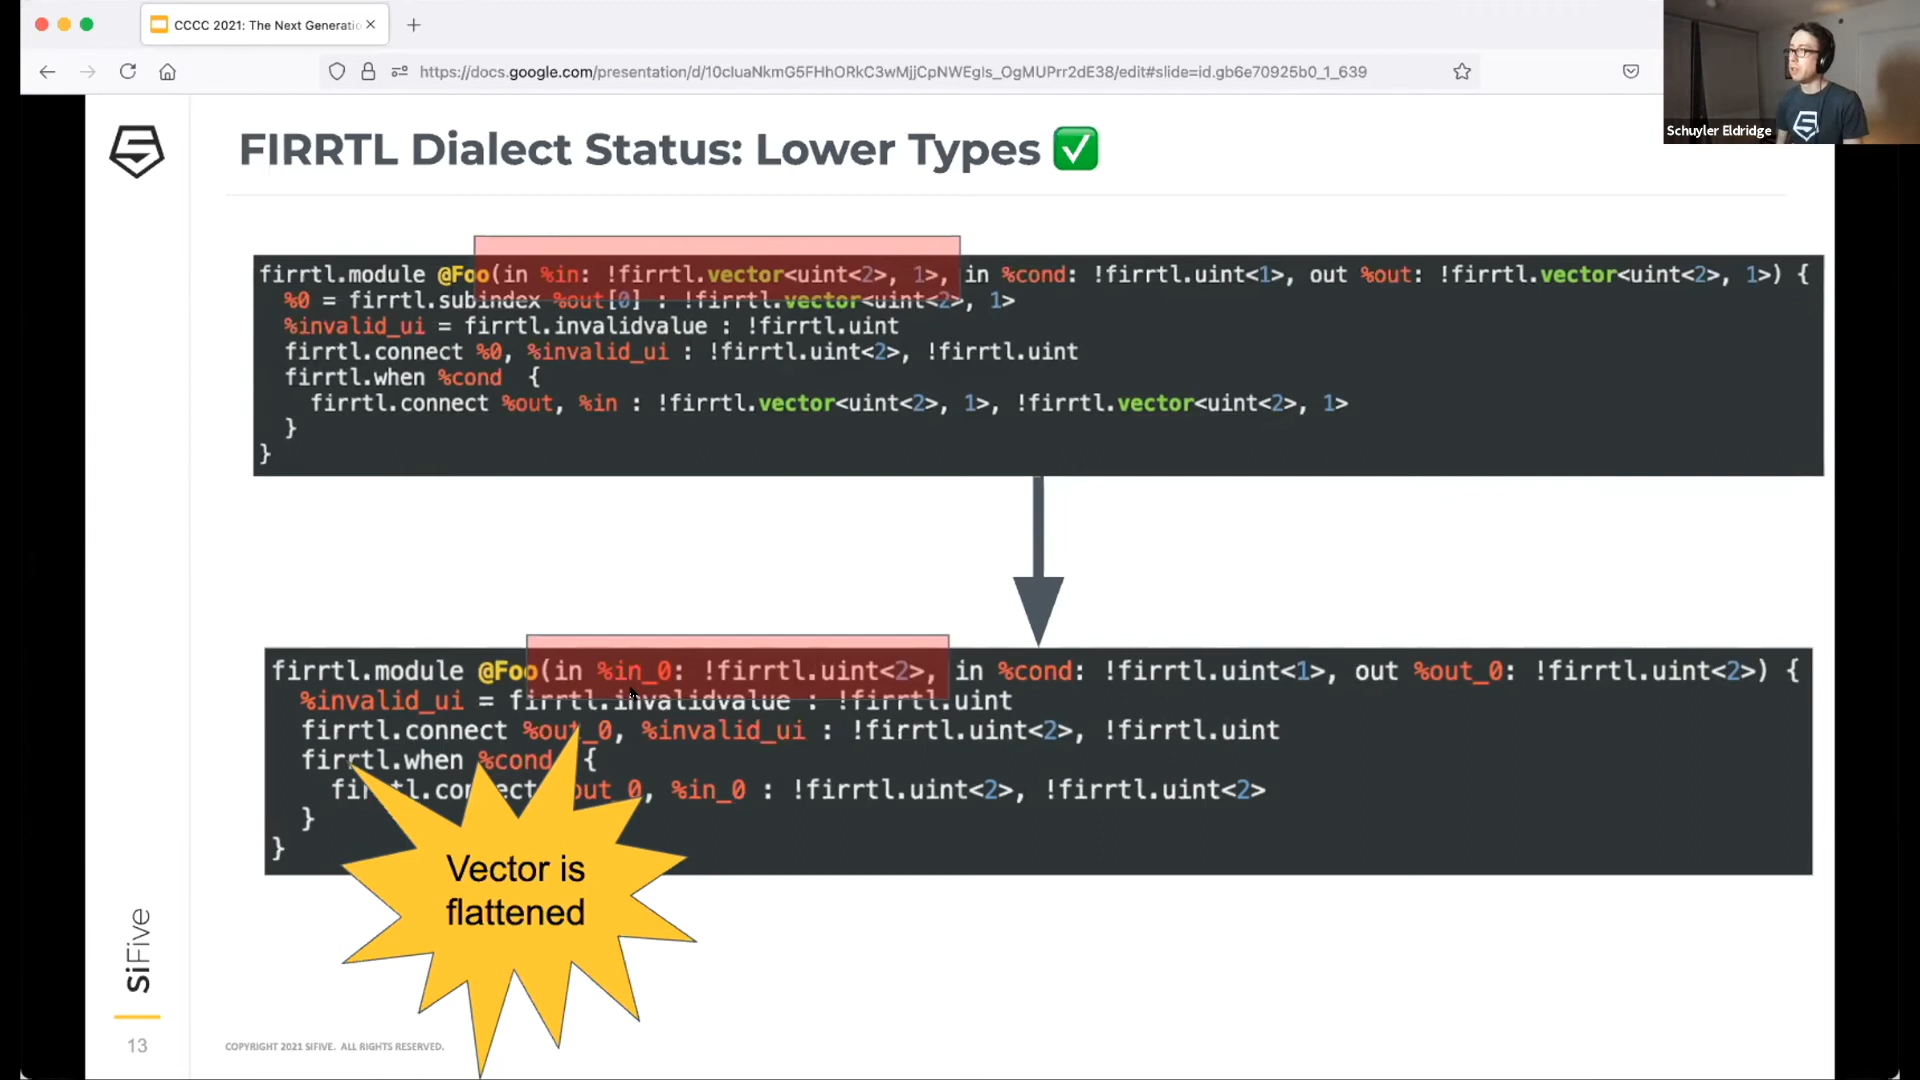 CCCC 2021: The Next Generatio
https://docs.google.com/presentation/d/10cIuaNkmG5FHhORkC3wMjjCpNWEgIs_OgMUPrr2dE38/edit#slide=id.gb6e70925b0_1_639
Schuyler Eldridge
FIRRTL Dialect Status: Lower Types ✅
firrtl.module @Foo(in %in: !firrtl.vector<uint<2>, 1>, in %cond: !firrtl.uint<1>, out %out: !firrtl.vector<uint<2>, 1>) {
%0 = firrtl.subindex %out[0] : !firrtl.vector<uint<2>, 1>
%invalid_ui = firrtl.invalidvalue : !firrtl.uint
firrtl.connect %0, %invalid_ui : !firrtl.uint<2>, !firrtl.uint
firrtl.when %cond {
firrtl.connect %out, %in : !firrtl.vector<uint<2>, 1>, !firrtl.vector<uint<2>, 1>
}
}
firrtl.module @Foo(in %in_0: !firrtl.uint<2>, in %cond: !firrtl.uint<1>, out %out_0: !firrtl.uint<2>) {
%invalid_ui = firrtl.invalidvalue : !firrtl.uint
firrtl.connect %out_0, %invalid_ui : !firrtl.uint<2>, !firrtl.uint
firrtl.when %cond {
firrtl.connect %out_0, %in_0 : !firrtl.uint<2>, !firrtl.uint<2>
}
}
Vector is
flattened
SiFive
13
COPYRIGHT 2021 SIFIVE. ALL RIGHTS RESERVED.